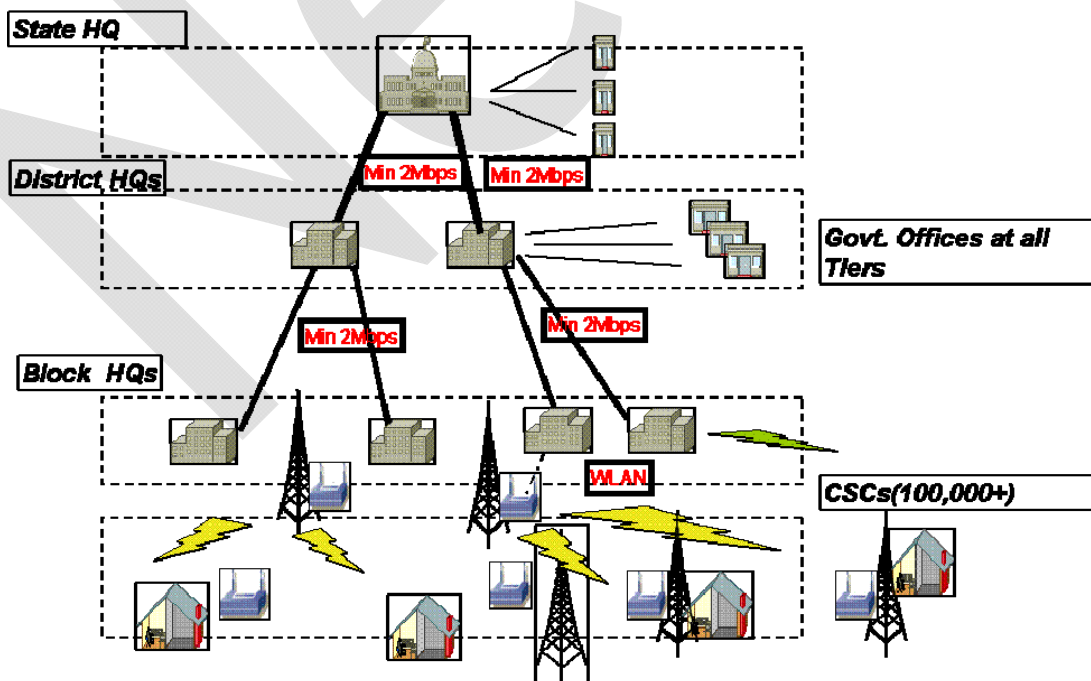 State HQ
Min 2Mbps
Min 2Mbps
District HQs
Govt. Offices at all
Tiers
Min 2Mbps
Min 2Mbps
Block HQs
WLAN
CSCs(100,000+)